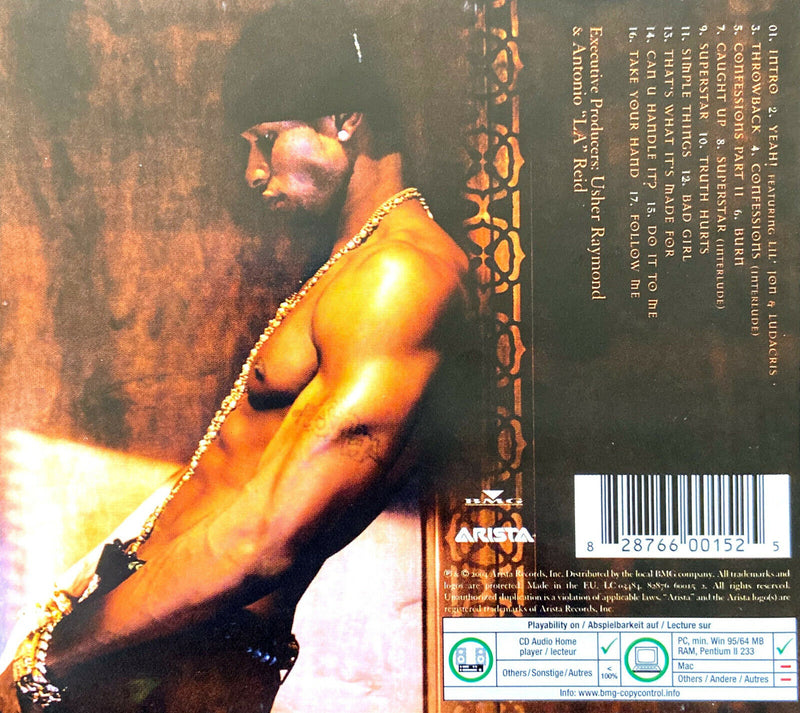 01. INTRO 2. YEAH! FEATURING LIL' JON & LUDACRIS
3. THROWBACK 4. CONFESSIONS (INTERLUDE)
5. CONFESSIONS PART II 6. BURN
7. CAUGHT UP 8. SUPERSTAR (INTERLUDE)
9. SUPERSTAR 10. TRUTH HURTS
11. SIMPLE THINGS 12. BAD GIRL
13. THAT'S WHAT IT'S MADE FOR
14. CAN U HANDLE IT? 15. DO IT TO ME
16. TAKE YOUR HAND 17. FOLLOW ME
Executive Producers: Usher Raymond
& Antonio "LA" Reid
BMG
ARISTA
8 28766 00152 5
℗ & © 2004 Arista Records, Inc. Distributed by the local BMG company. All trademarks and
logos are protected. Made in the EU. LC 03484. 82876 60015 2. All rights reserved.
Unauthorized duplication is a violation of applicable laws. "Arista" and the Arista logo(s) are
registered trademarks of Arista Records, Inc.
Playability on / Abspielbarkeit auf / Lecture sur
CD Audio Home
player / lecteur
Others/Sonstige/Autres
<
100%
PC, min. Win 95/64 MB
RAM, Pentium II 233
Mac
Others / Andere / Autres
Info: www.bmg-copycontrol.info